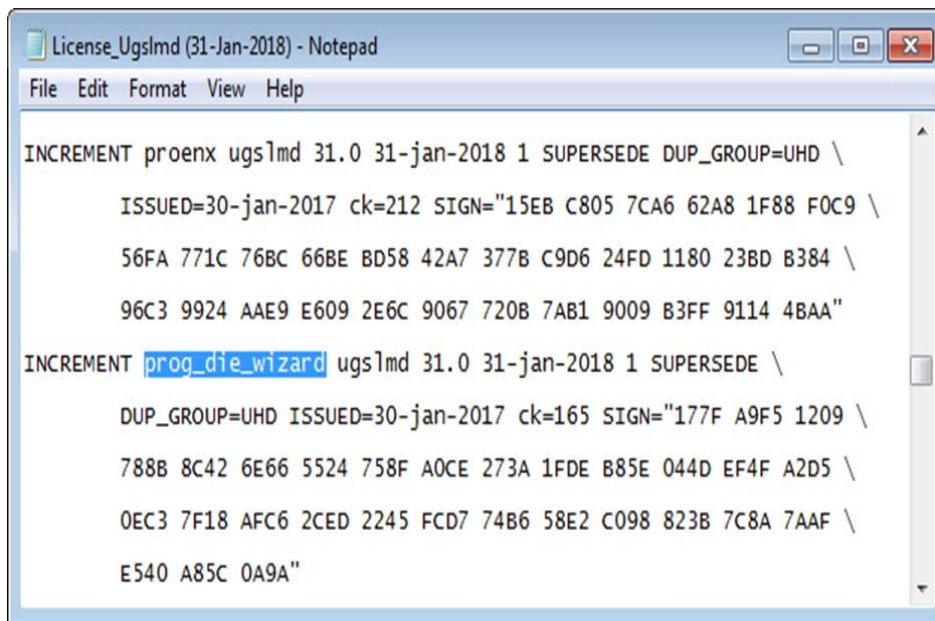 License_Ugslmd (31-Jan-2018) - Notepad
File Edit Format View Help
INCREMENT proenx ugslmd 31.0 31-jan-2018 1 SUPERSEDE DUP_GROUP=UHD \
ISSUED=30-jan-2017 ck=212 SIGN="15EB C805 7CA6 62A8 1F88 F0C9 \
56FA 771C 76BC 66BE BD58 42A7 377B C9D6 24FD 1180 23BD B384 \
96C3 9924 AAE9 E609 2E6C 9067 720B 7AB1 9009 B3FF 9114 4BAA"
INCREMENT prog_die_wizard ugslmd 31.0 31-jan-2018 1 SUPERSEDE \
DUP_GROUP=UHD ISSUED=30-jan-2017 ck=165 SIGN="177F A9F5 1209 \
788B 8C42 6E66 5524 758F A0CE 273A 1FDE B85E 044D EF4F A2D5 \
0EC3 7F18 AFC6 2CED 2245 FCD7 74B6 58E2 C098 823B 7C8A 7AAF \
E540 A85C 0A9A"